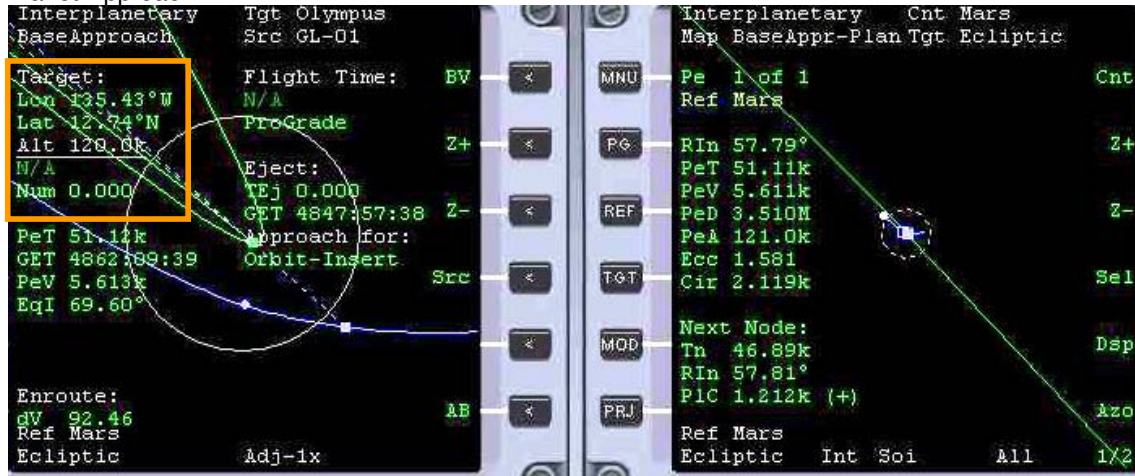 Interplanetary Tgt Olympus
BaseApproach Src GL-01
Target:
Lon 135.43°W
Lat 12.74°N
Alt 120.0k
N/A
Num 0.000
PeT 51.12k
GET 4862:09:39
PeV 5.613k
EqI 69.60°
Enroute:
dV 92.46
Ref Mars
Ecliptic Adj-1x
Flight Time:
N/A
ProGrade
Eject:
TEj 0.000
GET 4847:57:38
Approach for:
Orbit-Insert
BV
Z+
Z-
Src
AB
<
<
<
<
<
<
MNU
PG
REF
TGT
MOD
PRJ
Interplanetary Cnt Mars
Map BaseAppr-Plan Tgt Ecliptic
Pe 1 of 1
Ref Mars
RIn 57.79°
PeT 51.11k
PeV 5.611k
PeD 3.510M
PeA 121.0k
Ecc 1.581
Cir 2.119k
Next Node:
Tn 46.89k
RIn 57.81°
PlC 1.212k (+)
Ref Mars
Ecliptic Int Soi All
Cnt
Z+
Z-
Sel
Dsp
Azo
1/2